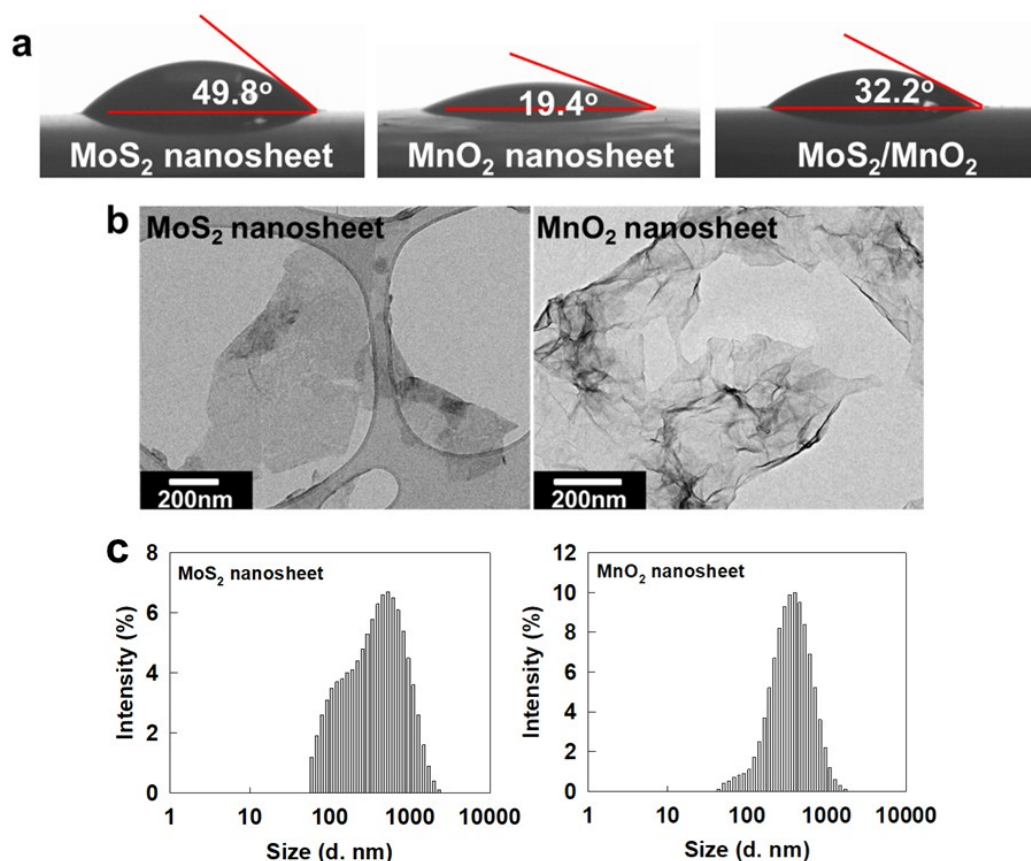 a
49.8°
19.4°
32.2°
MoS₂ nanosheet
MnO₂ nanosheet
MoS₂/MnO₂
b
MoS₂ nanosheet
MnO₂ nanosheet
200nm
200nm
c
8
6
4
2
0
Intensity (%)
MoS₂ nanosheet
1
10
100
1000
10000
Size (d. nm)
12
10
8
6
4
2
0
Intensity (%)
MnO₂ nanosheet
1
10
100
1000
10000
Size (d. nm)